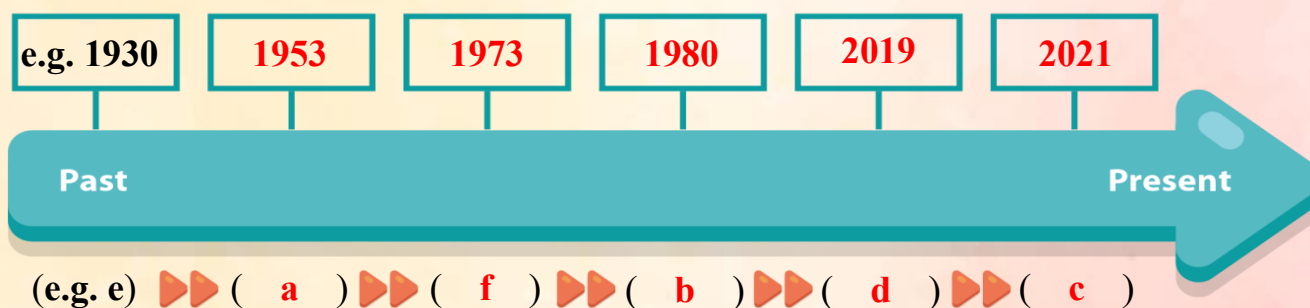 e.g. 1930 1953 1973 1980 2019 2021
Past Present
(e.g. e) ( a ) ( f ) ( b ) ( d ) ( c )